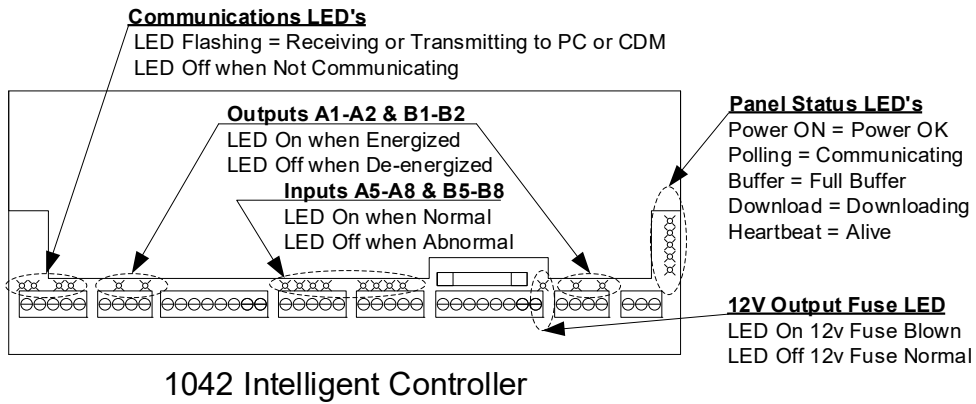 Communications LED's
LED Flashing = Receiving or Transmitting to PC or CDM
LED Off when Not Communicating
Outputs A1-A2 & B1-B2
LED On when Energized
LED Off when De-energized
Inputs A5-A8 & B5-B8
LED On when Normal
LED Off when Abnormal
Panel Status LED's
Power ON = Power OK
Polling = Communicating
Buffer = Full Buffer
Download = Downloading
Heartbeat = Alive
12V Output Fuse LED
LED On 12v Fuse Blown
LED Off 12v Fuse Normal
1042 Intelligent Controller